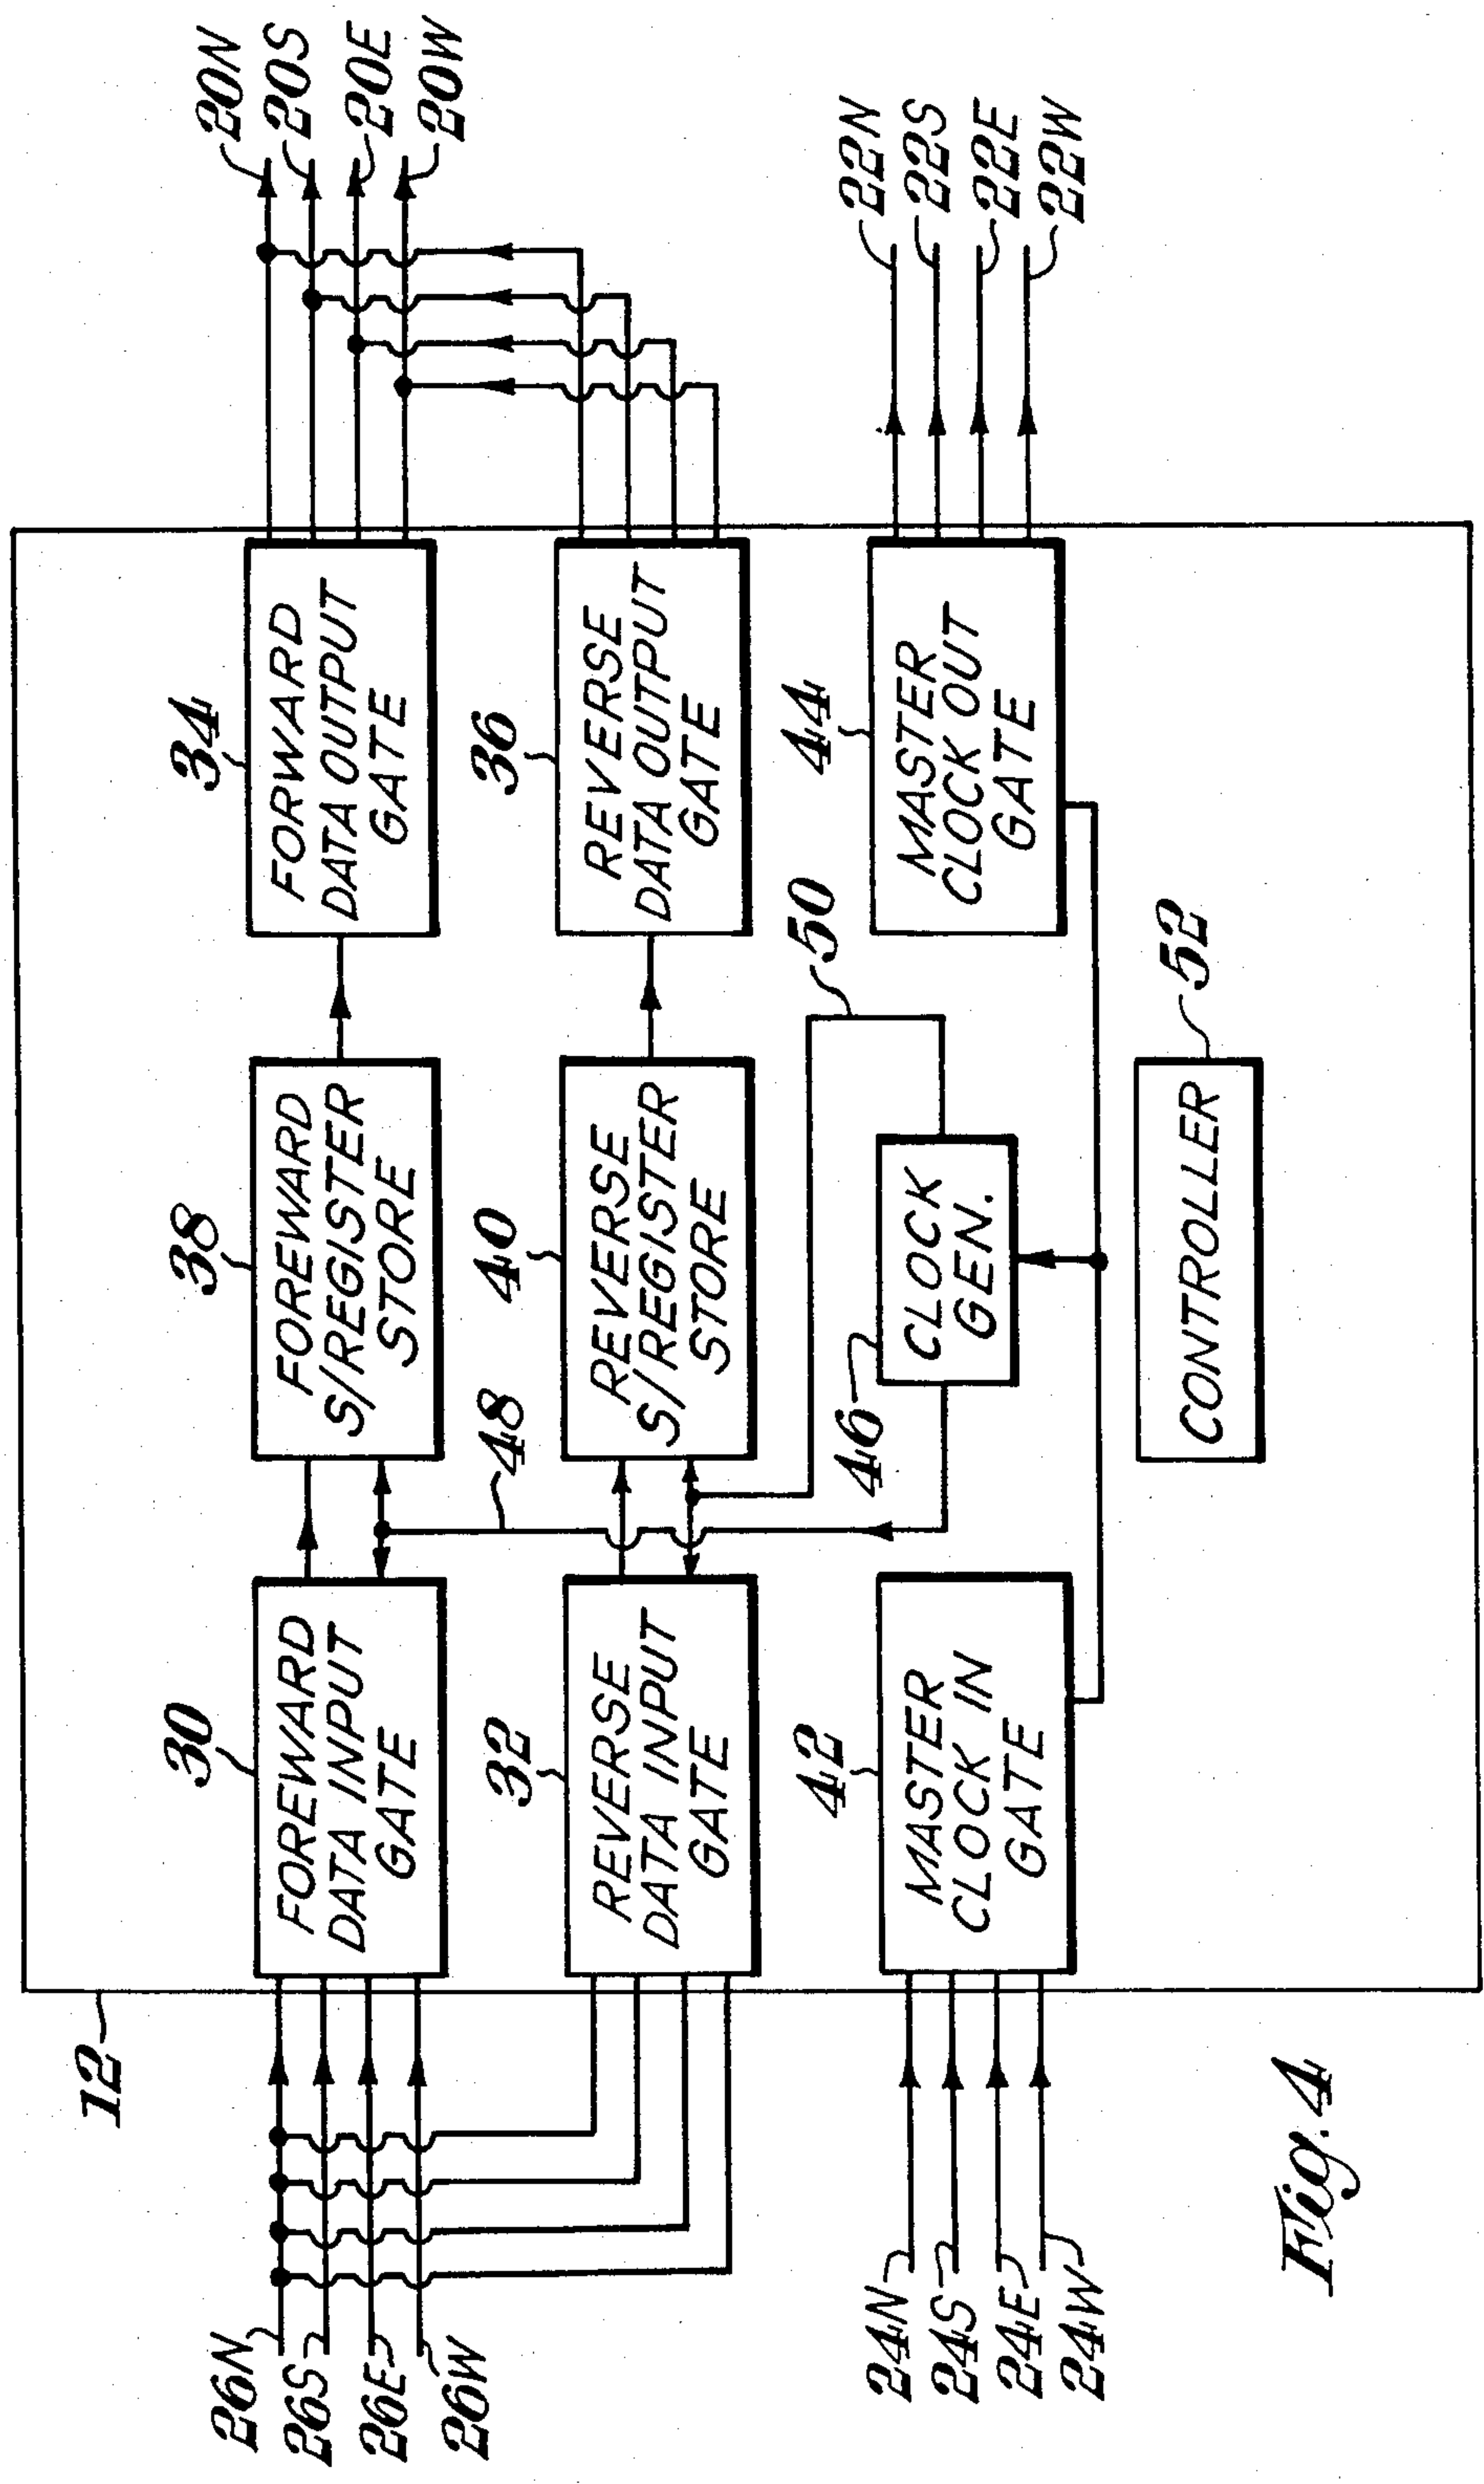 12
26N
26S
26E
26W
30
FOREWARD
DATA INPUT
GATE
38
FOREWARD
S/REGISTER
STORE
34
FORWARD
DATA OUTPUT
GATE
20N
20S
20E
20W
48
32
REVERSE
DATA INPUT
GATE
40
REVERSE
S/REGISTER
STORE
36
REVERSE
DATA OUTPUT
GATE
24N
24S
24E
24W
42
MASTER
CLOCK IN
GATE
46
CLOCK
GEN.
50
44
MASTER
CLOCK OUT
GATE
22N
22S
22E
22W
CONTROLLER
52
Fig. 4